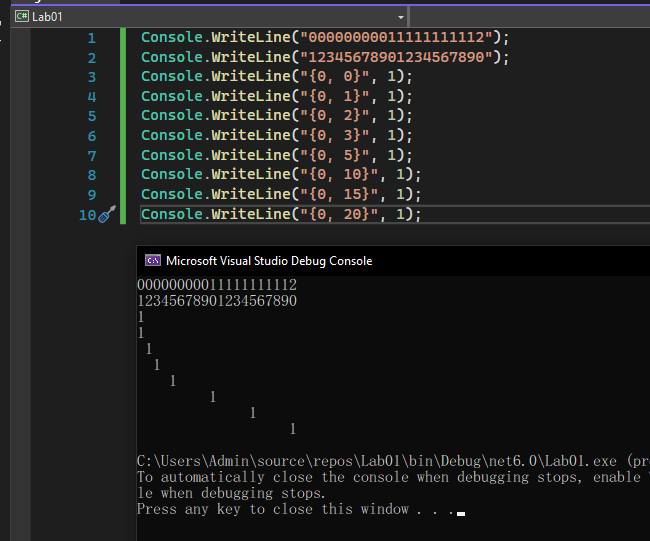 C# Lab01
1 Console.WriteLine("00000000011111111112");
2 Console.WriteLine("12345678901234567890");
3 Console.WriteLine("{0, 0}", 1);
4 Console.WriteLine("{0, 1}", 1);
5 Console.WriteLine("{0, 2}", 1);
6 Console.WriteLine("{0, 3}", 1);
7 Console.WriteLine("{0, 5}", 1);
8 Console.WriteLine("{0, 10}", 1);
9 Console.WriteLine("{0, 15}", 1);
10 Console.WriteLine("{0, 20}", 1);
C:\ Microsoft Visual Studio Debug Console
00000000011111111112
12345678901234567890
1
1
 1
  1
    1
         1
              1
                   1
C:\Users\Admin\source\repos\Lab01\bin\Debug\net6.0\Lab01.exe (pr
To automatically close the console when debugging stops, enable
le when debugging stops.
Press any key to close this window . . .